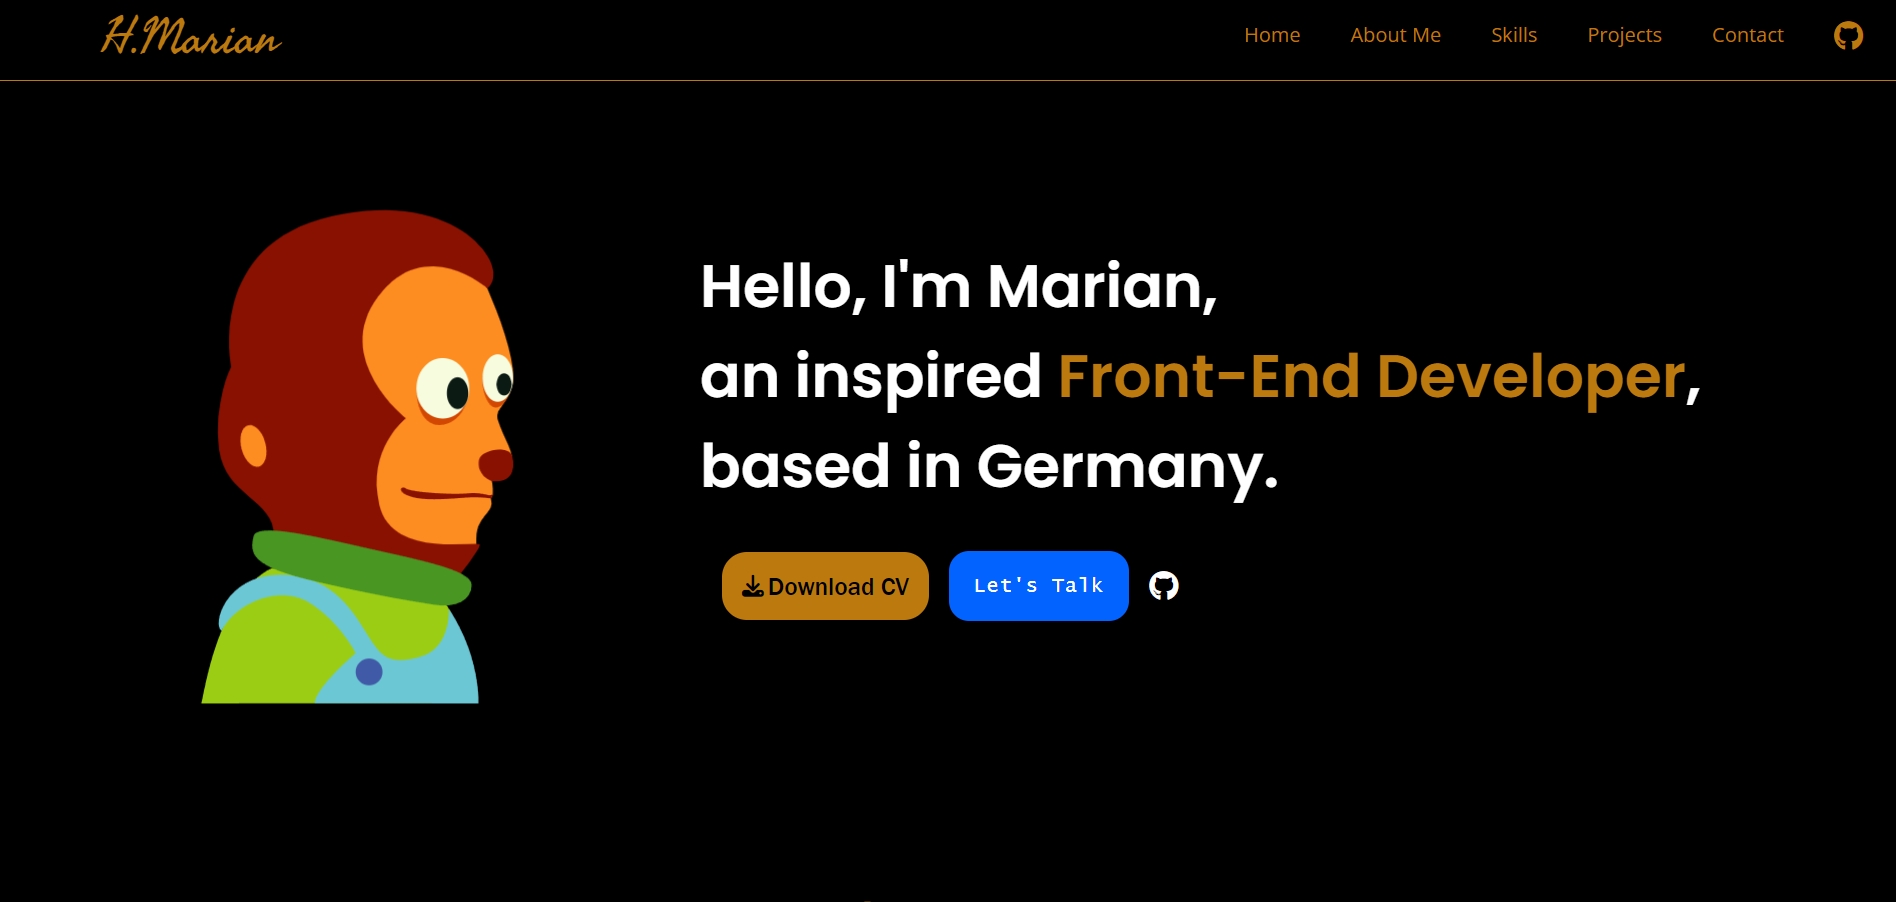 H.Marian
Home About Me Skills Projects Contact
Hello, I'm Marian,
an inspired Front-End Developer,
based in Germany.
Download CV Let's Talk